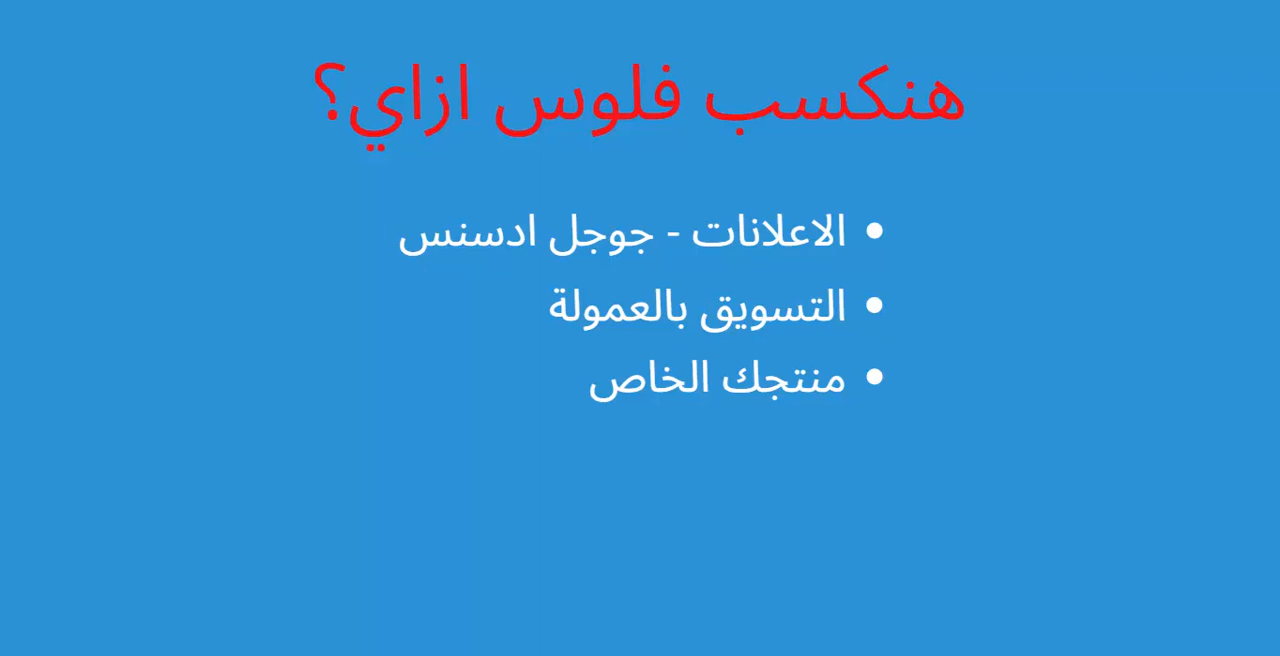 هنكسب فلوس ازاي؟
• الاعلانات - جوجل ادسنس
• التسويق بالعمولة
• منتجك الخاص